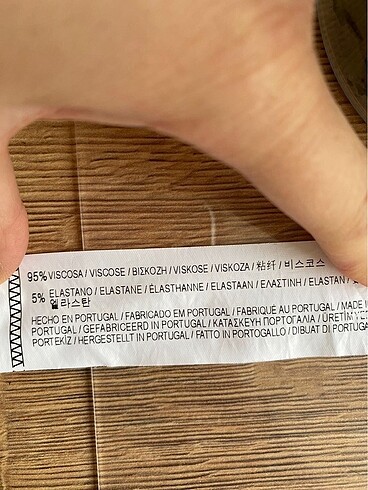 95% VISCOSA / VISCOSE / ΒΙΣΚΟΖΗ / VISKOSE / VISKOZA / 粘纤 / 비스코스
5% ELASTANO / ELASTANE / ÉLASTHANNE / ELASTAAN / ΕΛΑΣΤΙΝΗ / ELASTAN /
엘라스탄
HECHO EN PORTUGAL / FABRICADO EM PORTUGAL / FABRIQUÉ AU PORTUGAL / MADE IN
PORTUGAL / GEFABRICEERD IN PORTUGAL / ΚΑΤΑΣΚΕΥΗ ΠΟΡΤΟΓΑΛΙΑ / ÜRETİM YERİ
PORTEKİZ / HERGESTELLT IN PORTUGAL / FATTO IN PORTOGALLO / DIBUAT DI PORTUGAL